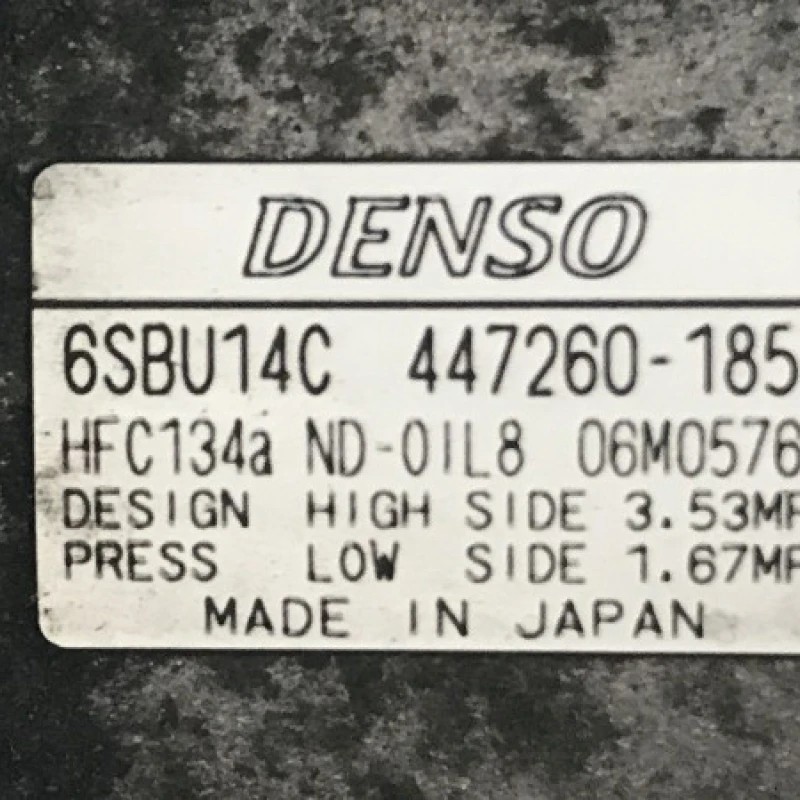 DENSO
6SBU14C 447260-185
HFC134a ND-OIL8 06M0576
DESIGN HIGH SIDE 3.53MP
PRESS LOW SIDE 1.67MP
MADE IN JAPAN